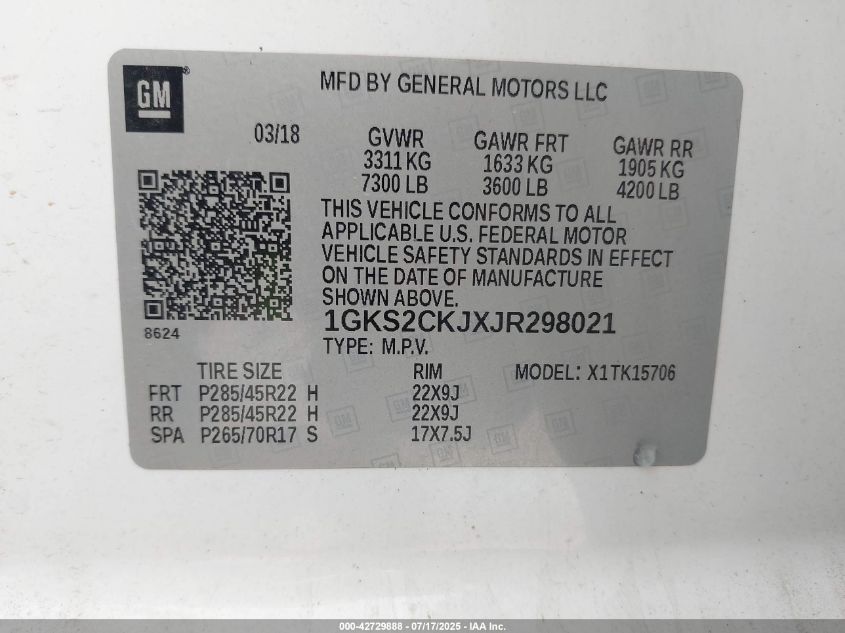 GM®
MFD BY GENERAL MOTORS LLC
03/18
GVWR
3311 KG
7300 LB
GAWR FRT
1633 KG
3600 LB
GAWR RR
1905 KG
4200 LB
THIS VEHICLE CONFORMS TO ALL
APPLICABLE U.S. FEDERAL MOTOR
VEHICLE SAFETY STANDARDS IN EFFECT
ON THE DATE OF MANUFACTURE
SHOWN ABOVE.
8624
1GKS2CKJXJR298021
TYPE: M.P.V.
TIRE SIZE RIM MODEL: X1TK15706
FRT P285/45R22 H 22X9J
RR P285/45R22 H 22X9J
SPA P265/70R17 S 17X7.5J
000-42729888 - 07/17/2025 - IAA Inc.